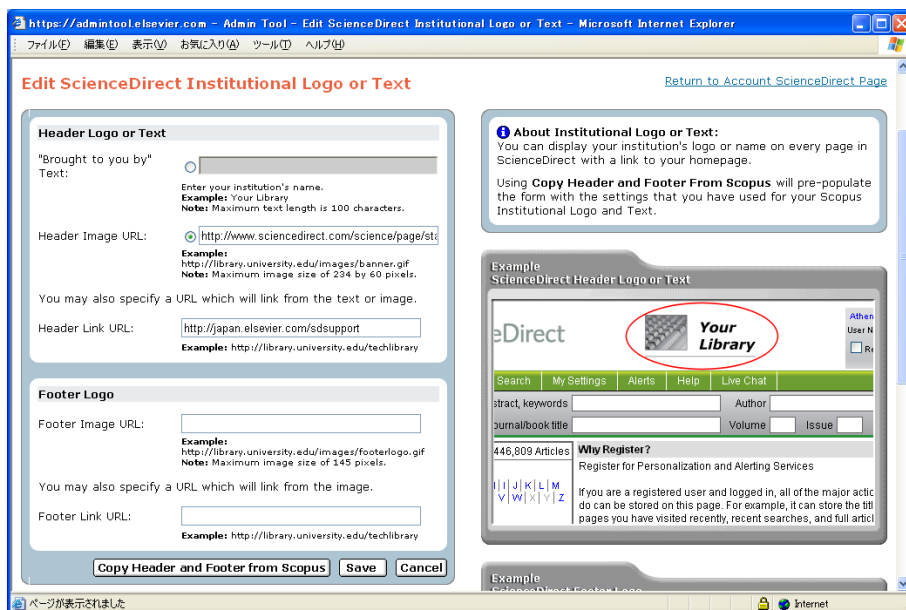 https://admintool.elsevier.com - Admin Tool - Edit ScienceDirect Institutional Logo or Text - Microsoft Internet Explorer
ファイル(F) 編集(E) 表示(V) お気に入り(A) ツール(T) ヘルプ(H)
Edit ScienceDirect Institutional Logo or Text
Return to Account ScienceDirect Page
Header Logo or Text
"Brought to you by"
Text:
Enter your institution's name.
Example: Your Library
Note: Maximum text length is 100 characters.
Header Image URL:
http://www.sciencedirect.com/science/page/sta
Example:
http://library.university.edu/images/banner.gif
Note: Maximum image size of 234 by 60 pixels.
You may also specify a URL which will link from the text or image.
Header Link URL:
http://japan.elsevier.com/sdsupport
Example: http://library.university.edu/techlibrary
Footer Logo
Footer Image URL:
Example:
http://library.university.edu/images/footerlogo.gif
Note: Maximum image size of 145 pixels.
You may also specify a URL which will link from the image.
Footer Link URL:
Example: http://library.university.edu/techlibrary
Copy Header and Footer from Scopus Save Cancel
About Institutional Logo or Text:
You can display your institution's logo or name on every page in
ScienceDirect with a link to your homepage.
Using Copy Header and Footer From Scopus will pre-populate
the form with the settings that you have used for your Scopus
Institutional Logo and Text.
Example
ScienceDirect Header Logo or Text
eDirect
Your
Library
Athen
User N
Re
Search My Settings Alerts Help Live Chat
stract, keywords Author
ournal/book title Volume Issue
446,809 Articles
Why Register?
Register for Personalization and Alerting Services
I | J | K | L | M
V | W | X | Y | Z
If you are a registered user and logged in, all of the major actic
do can be stored on this page. For example, it can store the titl
pages you have visited recently, recent searches, and full articl
Example
ScienceDirect Footer Logo
ページが表示されました
Internet